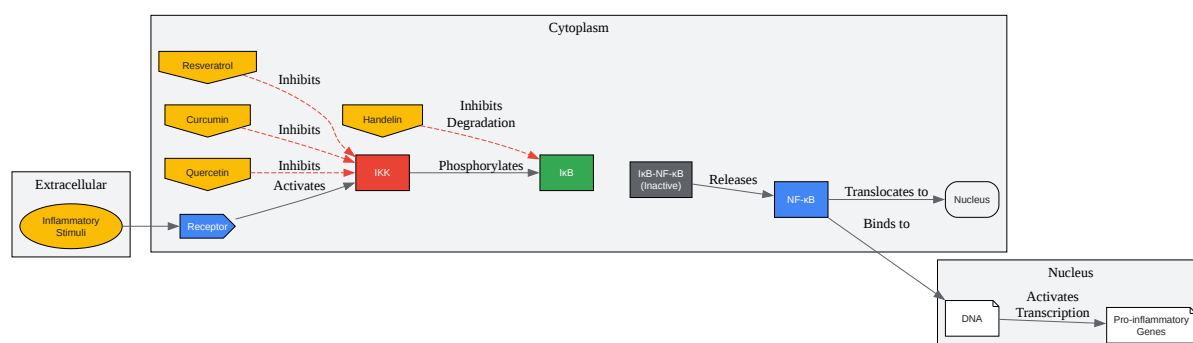 Cytoplasm
Resveratrol
Inhibits
Curcumin
Inhibits
Handelin
Inhibits
Degradation
Quercetin
Inhibits
Activates
IKK
Phosphorylates
IκB
IκB-NF-κB
(Inactive)
Releases
NF-κB
Translocates to
Nucleus
Binds to
Extracellular
Inflammatory
Stimuli
Receptor
Nucleus
DNA
Activates
Transcription
Pro-inflammatory
Genes